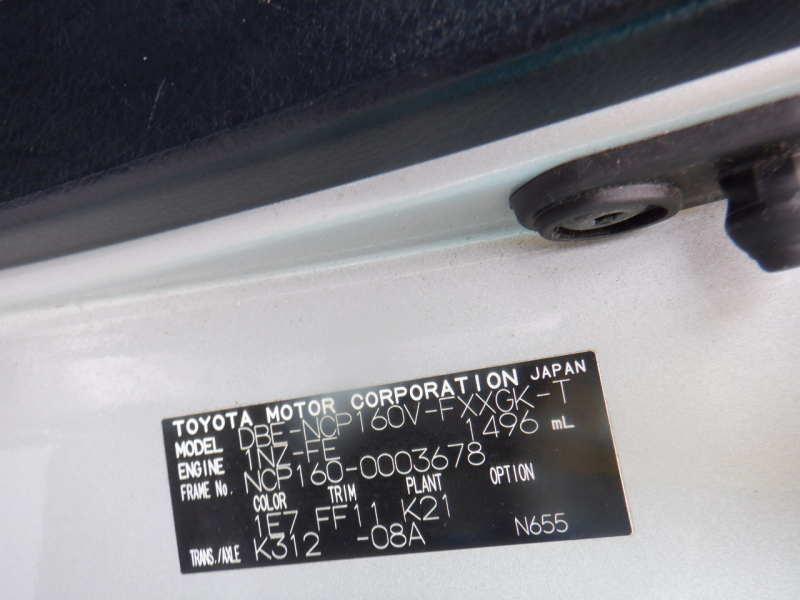 TOYOTA MOTOR CORPORATION JAPAN
MODEL DBE-NCP160V-FXXGK-T
ENGINE 1NZ-FE 1496 mL
FRAME No. NCP160-0003678
COLOR TRIM PLANT OPTION
1E7 FF11 K21
TRANS./AXLE K312 -08A N655